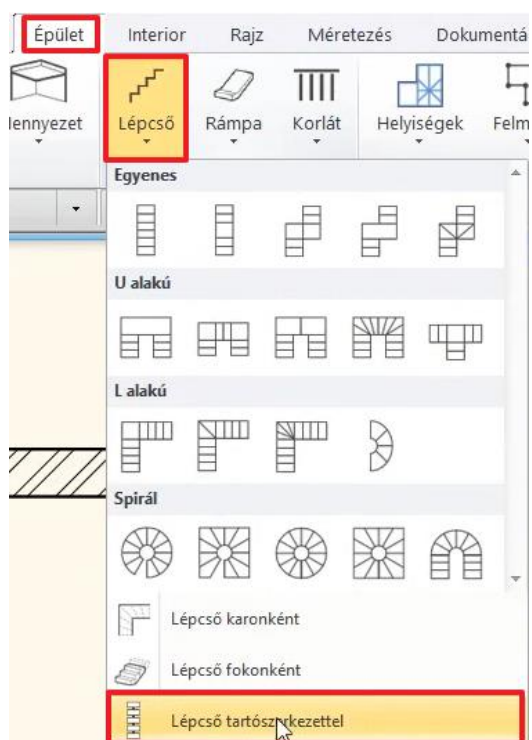 Épület Interior Rajz Méretezés Dokumentá
ennyezet Lépcső Rámpa Korlát Helyiségek Felm
Egyenes
U alakú
L alakú
Spirál
Lépcső karonként
Lépcső fokonként
Lépcső tartószerkezettel